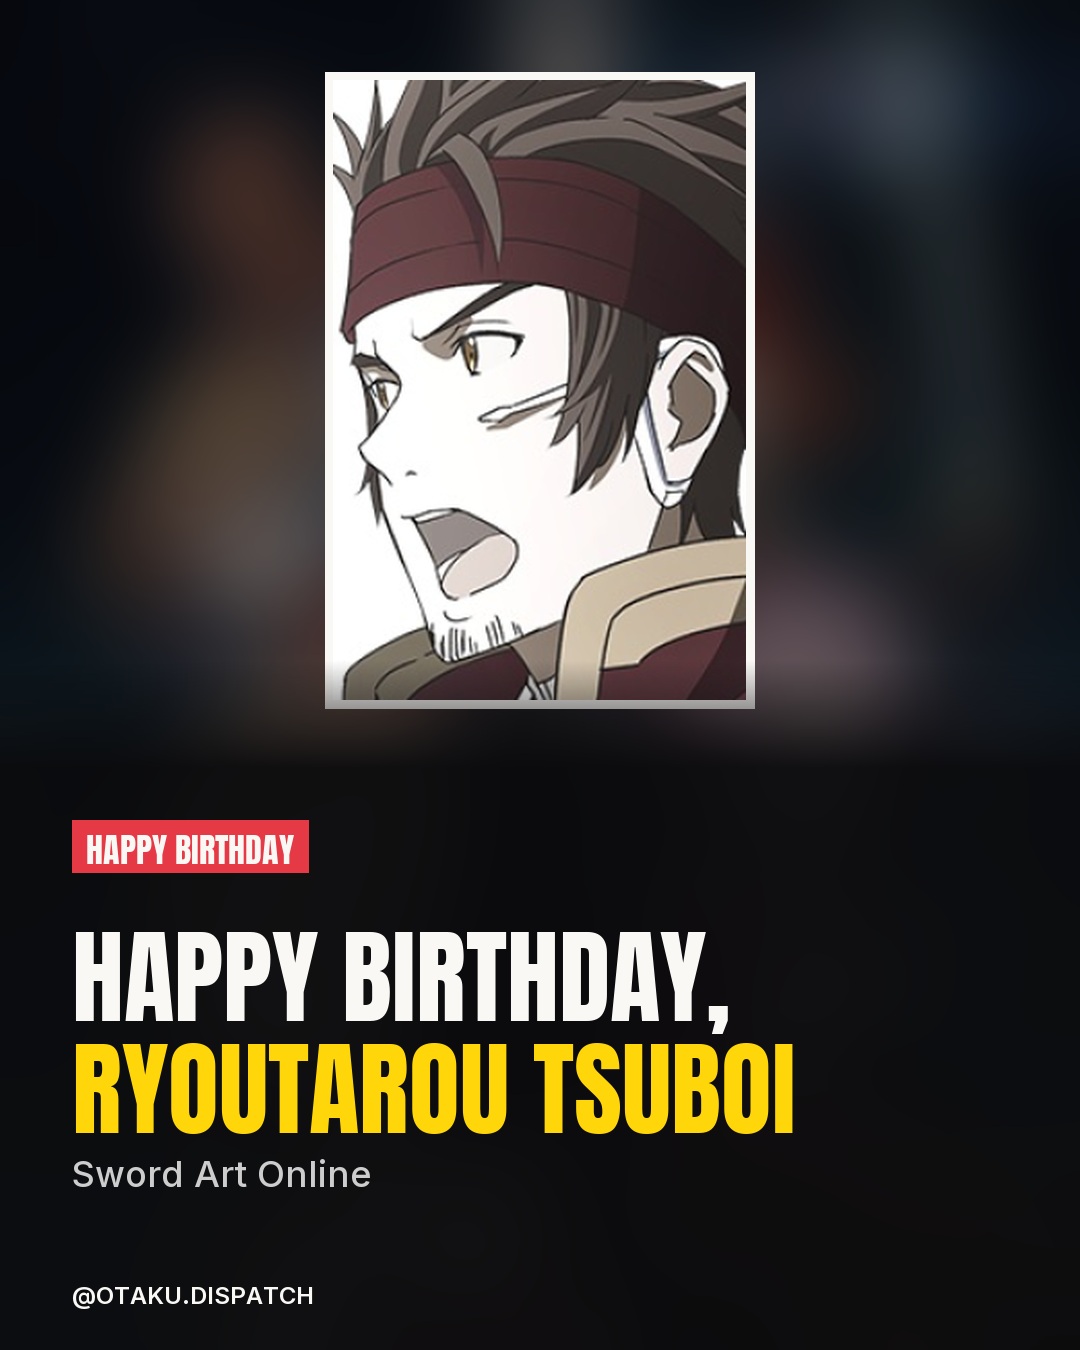 HAPPY BIRTHDAY
HAPPY BIRTHDAY,
RYOUTAROU TSUBOI
Sword Art Online
@OTAKU.DISPATCH